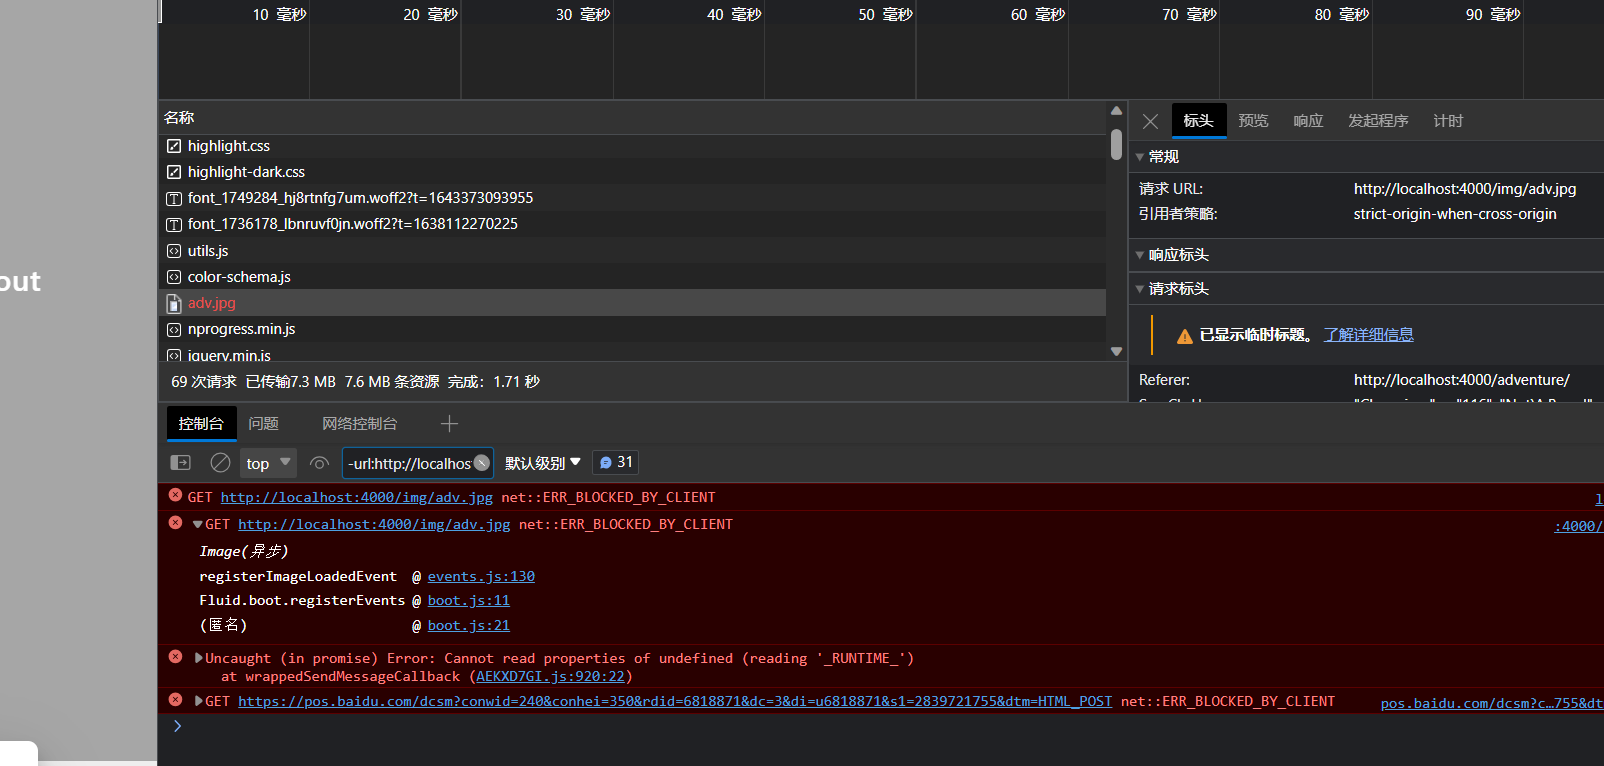 10 毫秒 20 毫秒 30 毫秒 40 毫秒 50 毫秒 60 毫秒 70 毫秒 80 毫秒 90 毫秒
out
名称
highlight.css
highlight-dark.css
font_1749284_hj8rtnfg7um.woff2?t=1643373093955
font_1736178_lbnruvf0jn.woff2?t=1638112270225
utils.js
color-schema.js
adv.jpg
nprogress.min.js
jquery.min.js
69 次请求 已传输7.3 MB 7.6 MB 条资源 完成：1.71 秒
标头 预览 响应 发起程序 计时
常规
请求 URL: http://localhost:4000/img/adv.jpg
引用者策略: strict-origin-when-cross-origin
响应标头
请求标头
已显示临时标题。 了解详细信息
Referer: http://localhost:4000/adventure/
控制台 问题 网络控制台
top -url:http://localhos 默认级别 31
GET http://localhost:4000/img/adv.jpg net::ERR_BLOCKED_BY_CLIENT 1
GET http://localhost:4000/img/adv.jpg net::ERR_BLOCKED_BY_CLIENT :4000/
Image(异步)
registerImageLoadedEvent @ events.js:130
Fluid.boot.registerEvents @ boot.js:11
(匿名) @ boot.js:21
Uncaught (in promise) Error: Cannot read properties of undefined (reading '_RUNTIME_')
at wrappedSendMessageCallback (AEKXD7GI.js:920:22)
GET https://pos.baidu.com/dcsm?conwid=240&conhei=350&rdid=6818871&dc=3&di=u6818871&s1=2839721755&dtm=HTML_POST net::ERR_BLOCKED_BY_CLIENT pos.baidu.com/dcsm?c…755&dt